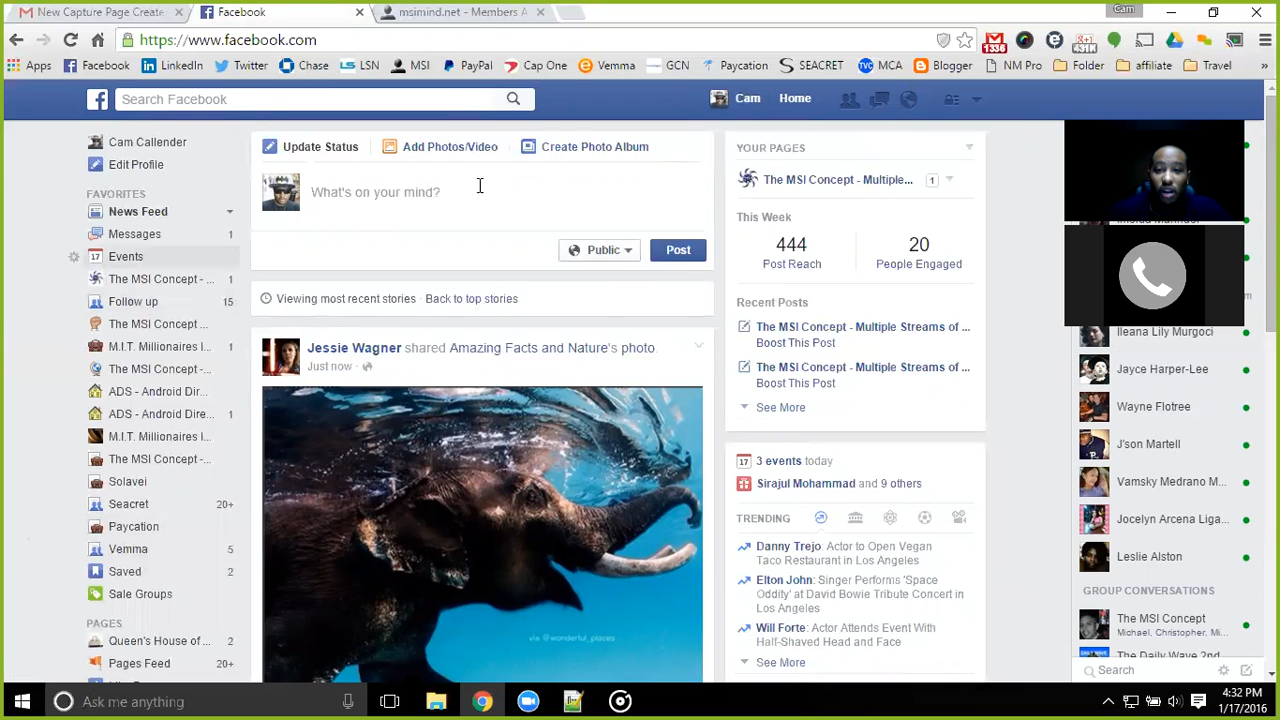 New Capture Page Create
Facebook
msimind.net - Members A
Cam
https://www.facebook.com
1336
431K
Apps
Facebook
LinkedIn
Twitter
Chase
LSN
MSI
PayPal
Cap One
Vemma
GCN
Paycation
SEACRET
TVC
MCA
Blogger
NM Pro
Folder
affiliate
Travel
Search Facebook
Cam
Home
Cam Callender
Edit Profile
FAVORITES
News Feed
Messages 1
17 Events
The MSI Concept -... 1
Follow up 15
The MSI Concept ...
M.I.T. Millionaires I... 1
The MSI Concept -...
ADS - Android Dir...
ADS - Android Dire... 1
M.I.T. Millionaires I...
The MSI Concept -...
Solavei
Seacret 20+
Paycation
Vemma 5
Saved 2
Sale Groups
PAGES
Queen's House of ... 2
Pages Feed 20+
Update Status
Add Photos/Video
Create Photo Album
What's on your mind?
Public
Post
Viewing most recent stories · Back to top stories
Jessie Wagner shared Amazing Facts and Nature's photo.
Just now
via @wonderful_places
YOUR PAGES
The MSI Concept - Multiple... 1
This Week
444 20
Post Reach People Engaged
Recent Posts
The MSI Concept - Multiple Streams of ...
Boost This Post
The MSI Concept - Multiple Streams of ...
Boost This Post
See More
17 3 events today
Sirajul Mohammad and 9 others
TRENDING
Danny Trejo: Actor to Open Vegan
Taco Restaurant in Los Angeles
Elton John: Singer Performs 'Space
Oddity' at David Bowie Tribute Concert in
Los Angeles
Will Forte: Actor Attends Event With
Half-Shaved Head and Face
See More
Ileana Lily Murgoci
Jayce Harper-Lee
Wayne Flotree
J'son Martell
Vamsky Medrano M...
Jocelyn Arcena Liga...
Leslie Alston
GROUP CONVERSATIONS
The MSI Concept
Michael, Christopher, Mi...
The Daily Wave 2nd
Search
Ask me anything
4:32 PM
1/17/2016